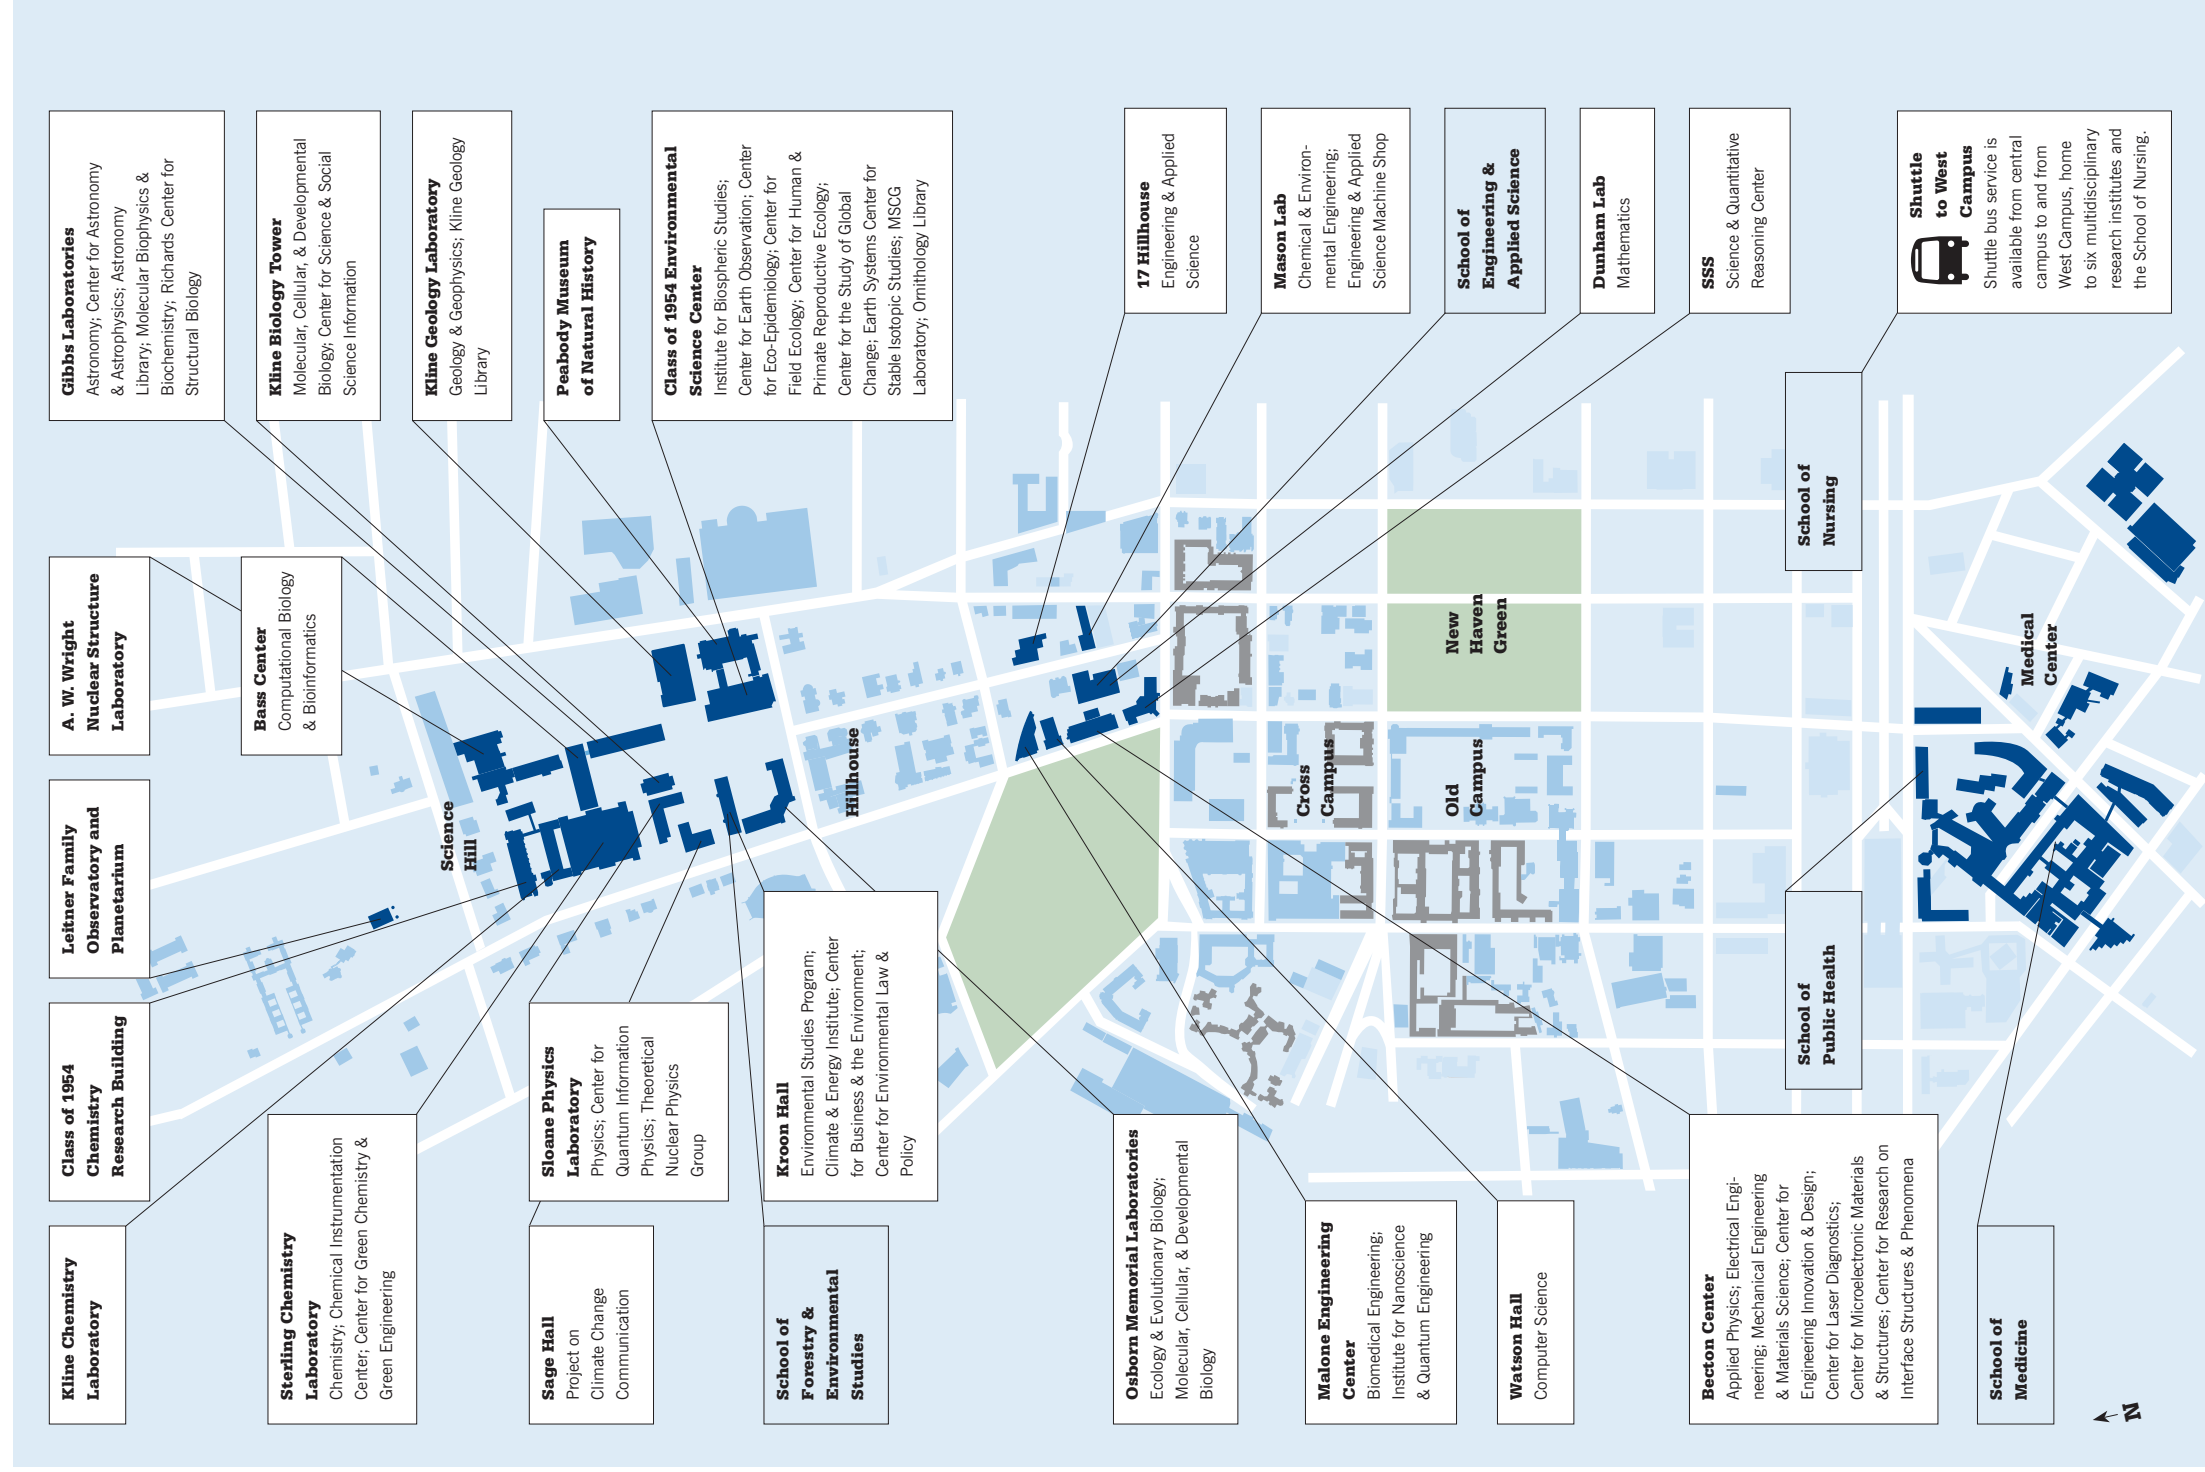 Kline Chemistry
Laboratory
Class of 1954
Chemistry
Research Building
Leitner Family
Observatory and
Planetarium
A. W. Wright
Nuclear Structure
Laboratory
Gibbs Laboratories
Astronomy; Center for Astronomy
& Astrophysics; Astronomy
Library; Molecular Biophysics &
Biochemistry; Richards Center for
Structural Biology
Sterling Chemistry
Laboratory
Chemistry; Chemical Instrumentation
Center; Center for Green Chemistry &
Green Engineering
Bass Center
Computational Biology
& Bioinformatics
Kline Biology Tower
Molecular, Cellular, & Developmental
Biology; Center for Science & Social
Science Information
Kline Geology Laboratory
Geology & Geophysics; Kline Geology
Library
Science
Hill
Sage Hall
Project on
Climate Change
Communication
Sloane Physics
Laboratory
Physics; Center for
Quantum Information
Physics; Theoretical
Nuclear Physics
Group
Peabody Museum
of Natural History
Class of 1954 Environmental
Science Center
Institute for Biospheric Studies;
Center for Earth Observation; Center
for Eco-Epidemiology; Center for
Field Ecology; Center for Human &
Primate Reproductive Ecology;
Center for the Study of Global
Change; Earth Systems Center for
Stable Isotopic Studies; MSCG
Laboratory; Ornithology Library
School of
Forestry &
Environmental
Studies
Kroon Hall
Environmental Studies Program;
Climate & Energy Institute; Center
for Business & the Environment;
Center for Environmental Law &
Policy
Hillhouse
Osborn Memorial Laboratories
Ecology & Evolutionary Biology;
Molecular, Cellular, & Developmental
Biology
17 Hillhouse
Engineering & Applied
Science
Mason Lab
Chemical & Environ-
mental Engineering;
Engineering & Applied
Science Machine Shop
Malone Engineering
Center
Biomedical Engineering;
Institute for Nanoscience
& Quantum Engineering
Cross
Campus
School of
Engineering &
Applied Science
Old
Campus
New
Haven
Green
Watson Hall
Computer Science
Dunham Lab
Mathematics
SSS
Science & Quantitative
Reasoning Center
Becton Center
Applied Physics; Electrical Engi-
neering; Mechanical Engineering
& Materials Science; Center for
Engineering Innovation & Design;
Center for Laser Diagnostics;
Center for Microelectronic Materials
& Structures; Center for Research on
Interface Structures & Phenomena
School of
Public Health
School of
Nursing
Shuttle
to West
Campus
Shuttle bus service is
available from central
campus to and from
West Campus, home
to six multidisciplinary
research institutes and
the School of Nursing.
School of
Medicine
Medical
Center
N